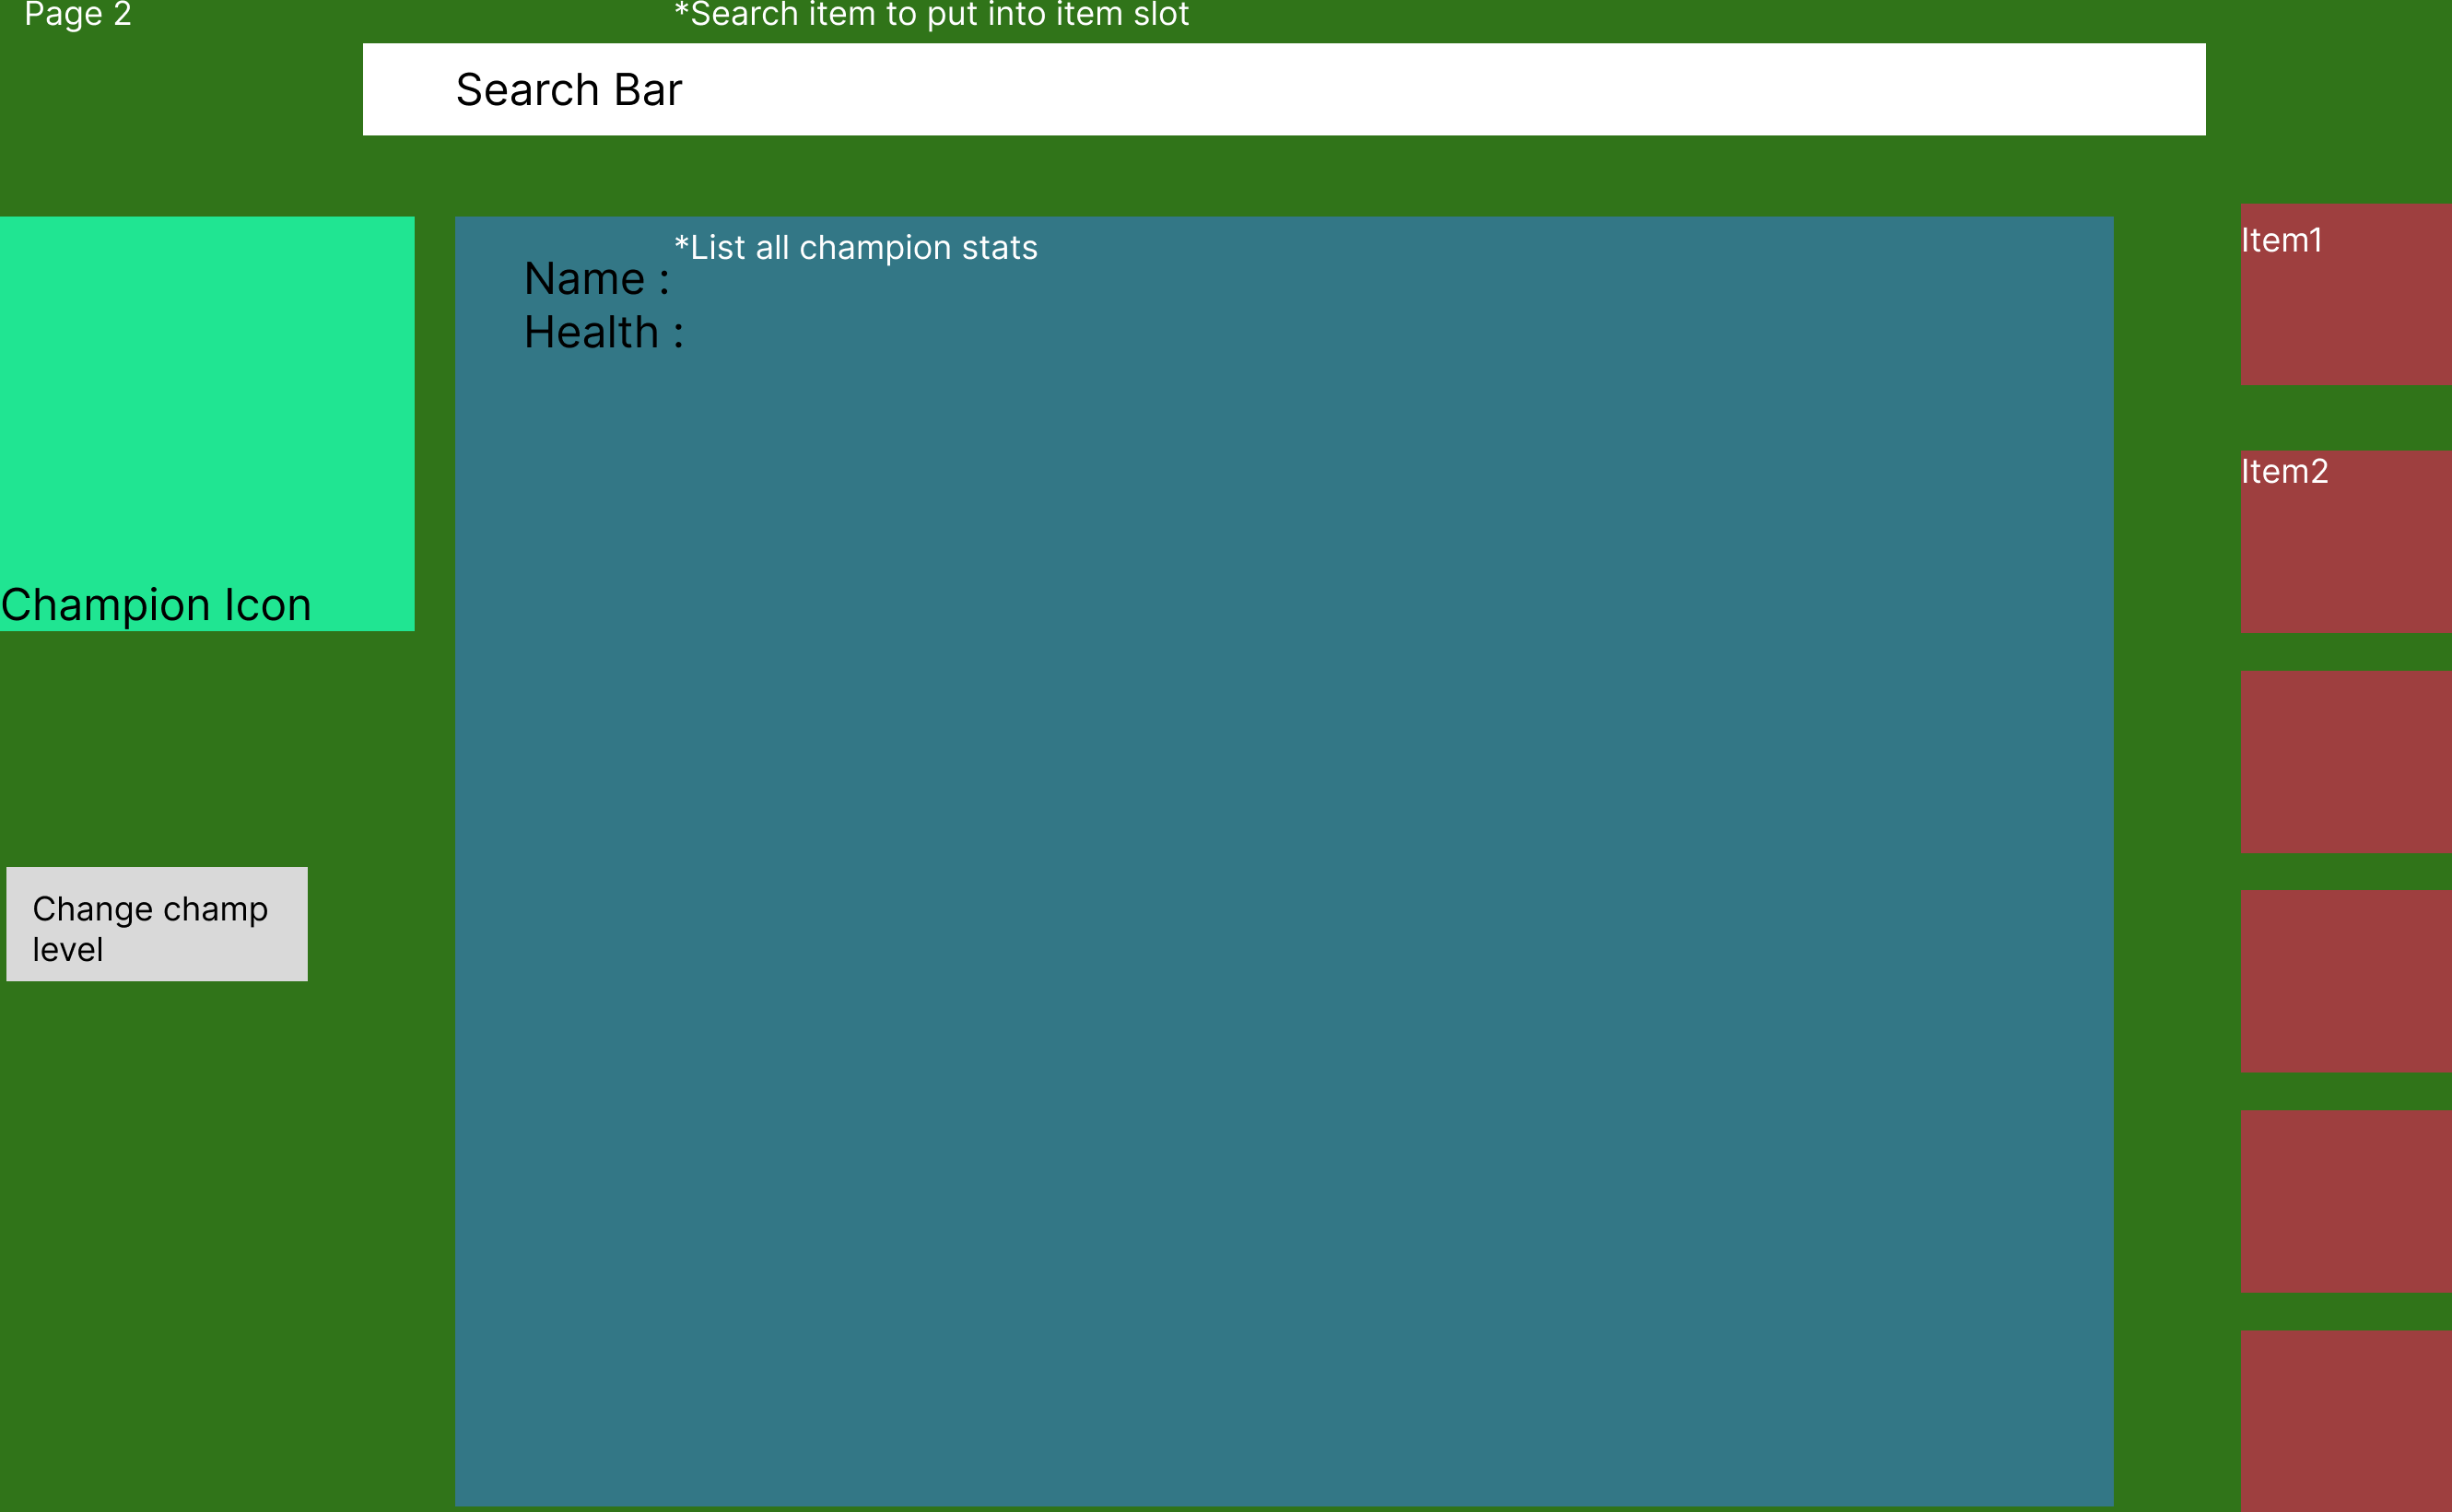 Page 2
*Search item to put into item slot
Search Bar
*List all champion stats
Name :
Health :
Item1
Item2
Champion Icon
Change champ
level